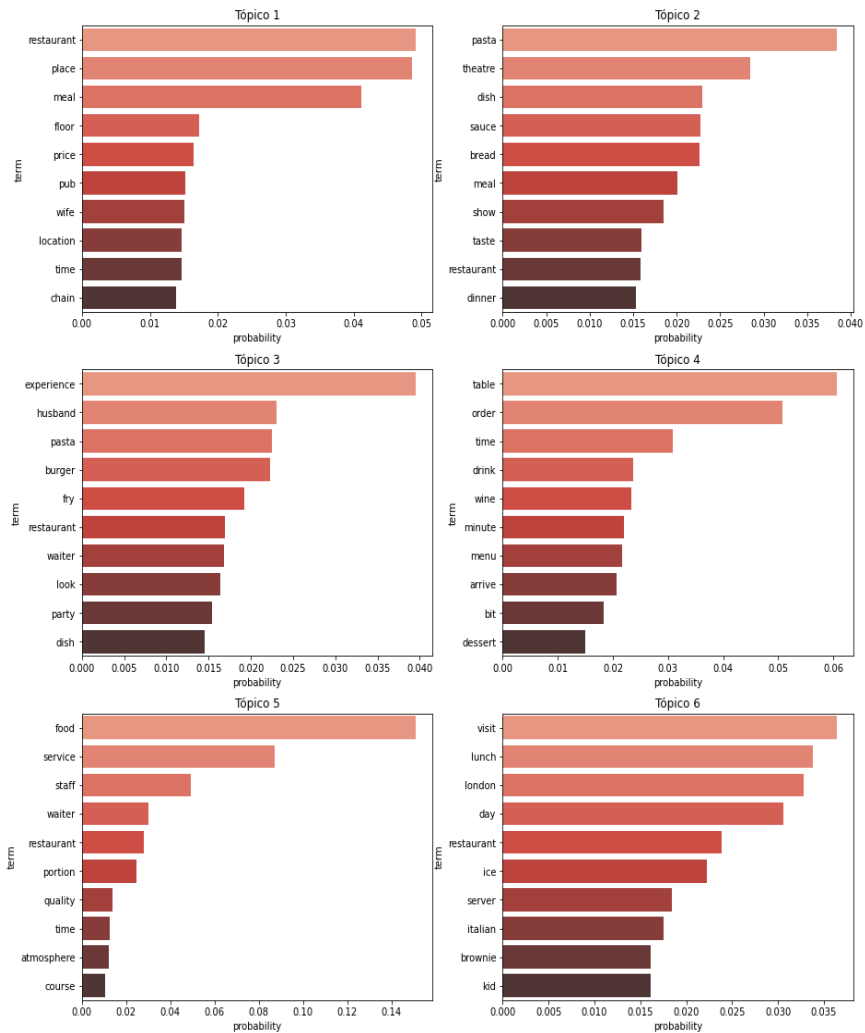 Tópico 1
restaurant
place
meal
floor
price
pub
wife
location
time
chain
term
0.00 0.01 0.02 0.03 0.04 0.05
probability
Tópico 2
pasta
theatre
dish
sauce
bread
meal
show
taste
restaurant
dinner
term
0.000 0.005 0.010 0.015 0.020 0.025 0.030 0.035 0.040
probability
Tópico 3
experience
husband
pasta
burger
fry
restaurant
waiter
look
party
dish
term
0.000 0.005 0.010 0.015 0.020 0.025 0.030 0.035 0.040
probability
Tópico 4
table
order
time
drink
wine
minute
menu
arrive
bit
dessert
term
0.00 0.01 0.02 0.03 0.04 0.05 0.06
probability
Tópico 5
food
service
staff
waiter
restaurant
portion
quality
time
atmosphere
course
term
0.00 0.02 0.04 0.06 0.08 0.10 0.12 0.14
probability
Tópico 6
visit
lunch
london
day
restaurant
ice
server
italian
brownie
kid
term
0.000 0.005 0.010 0.015 0.020 0.025 0.030 0.035
probability